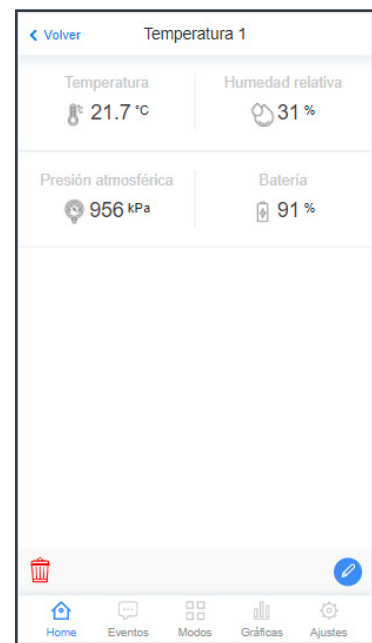 Volver Temperatura 1
Temperatura Humedad relativa
21.7 °C 31 %
Presión atmosférica Batería
956 kPa 91 %
Home Eventos Modos Gráficas Ajustes